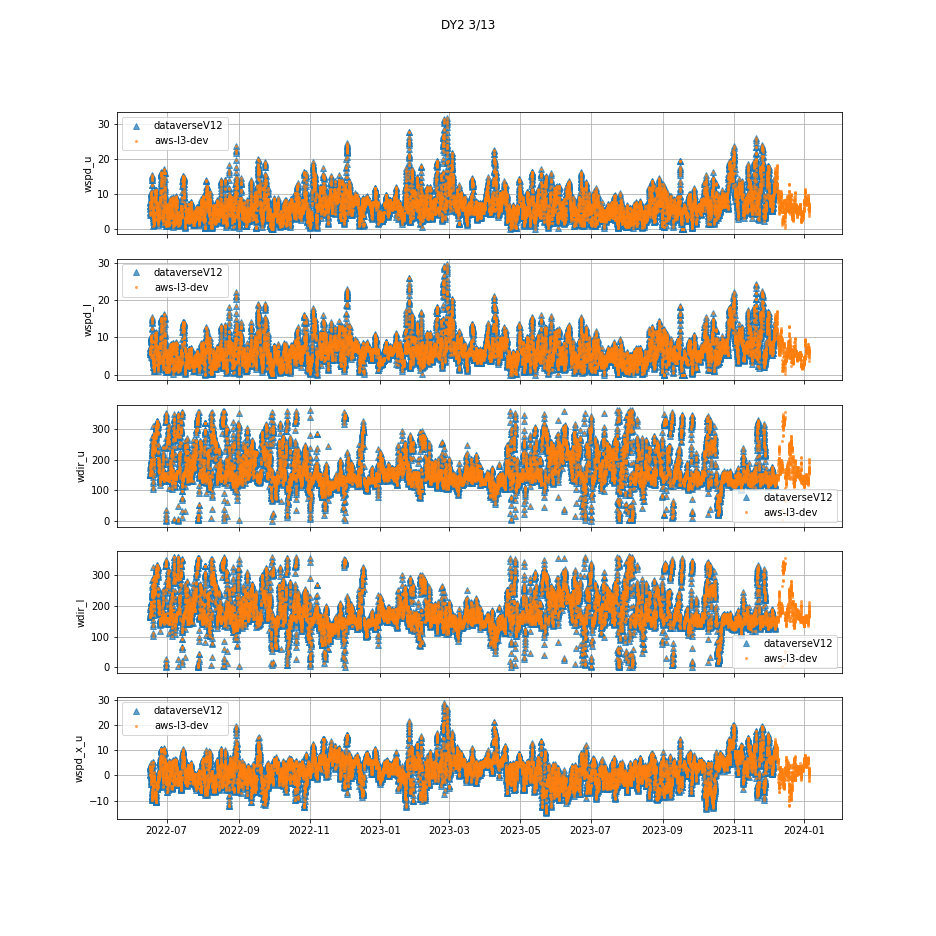 DY2 3/13
30
20
10
0
wspd_u
dataverseV12
aws-l3-dev
30
20
10
0
wspd_l
dataverseV12
aws-l3-dev
300
200
100
0
wdir_u
dataverseV12
aws-l3-dev
300
200
100
0
wdir_l
dataverseV12
aws-l3-dev
30
20
10
0
−10
wspd_x_u
dataverseV12
aws-l3-dev
2022-07 2022-09 2022-11 2023-01 2023-03 2023-05 2023-07 2023-09 2023-11 2024-01